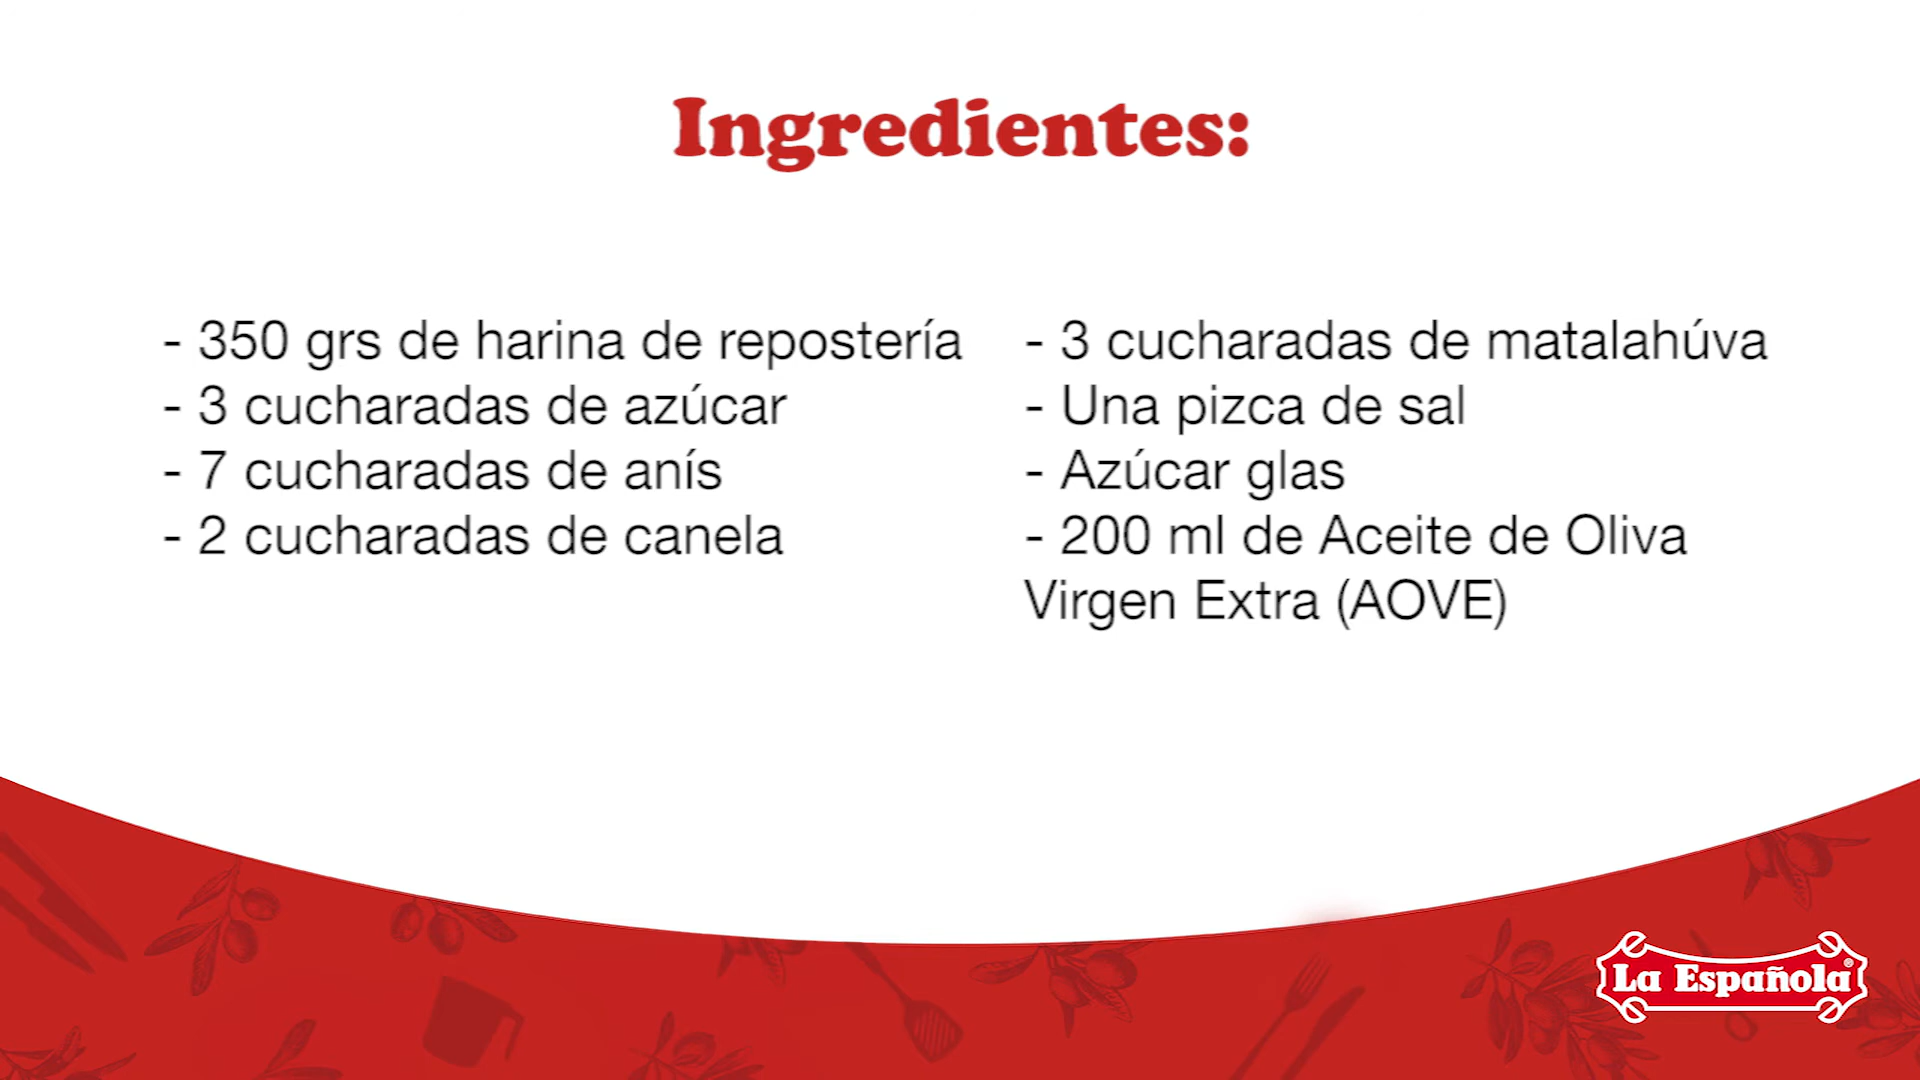 Ingredientes:
- 350 grs de harina de repostería
- 3 cucharadas de azúcar
- 7 cucharadas de anís
- 2 cucharadas de canela
- 3 cucharadas de matalahúva
- Una pizca de sal
- Azúcar glas
- 200 ml de Aceite de Oliva
Virgen Extra (AOVE)
La Española®